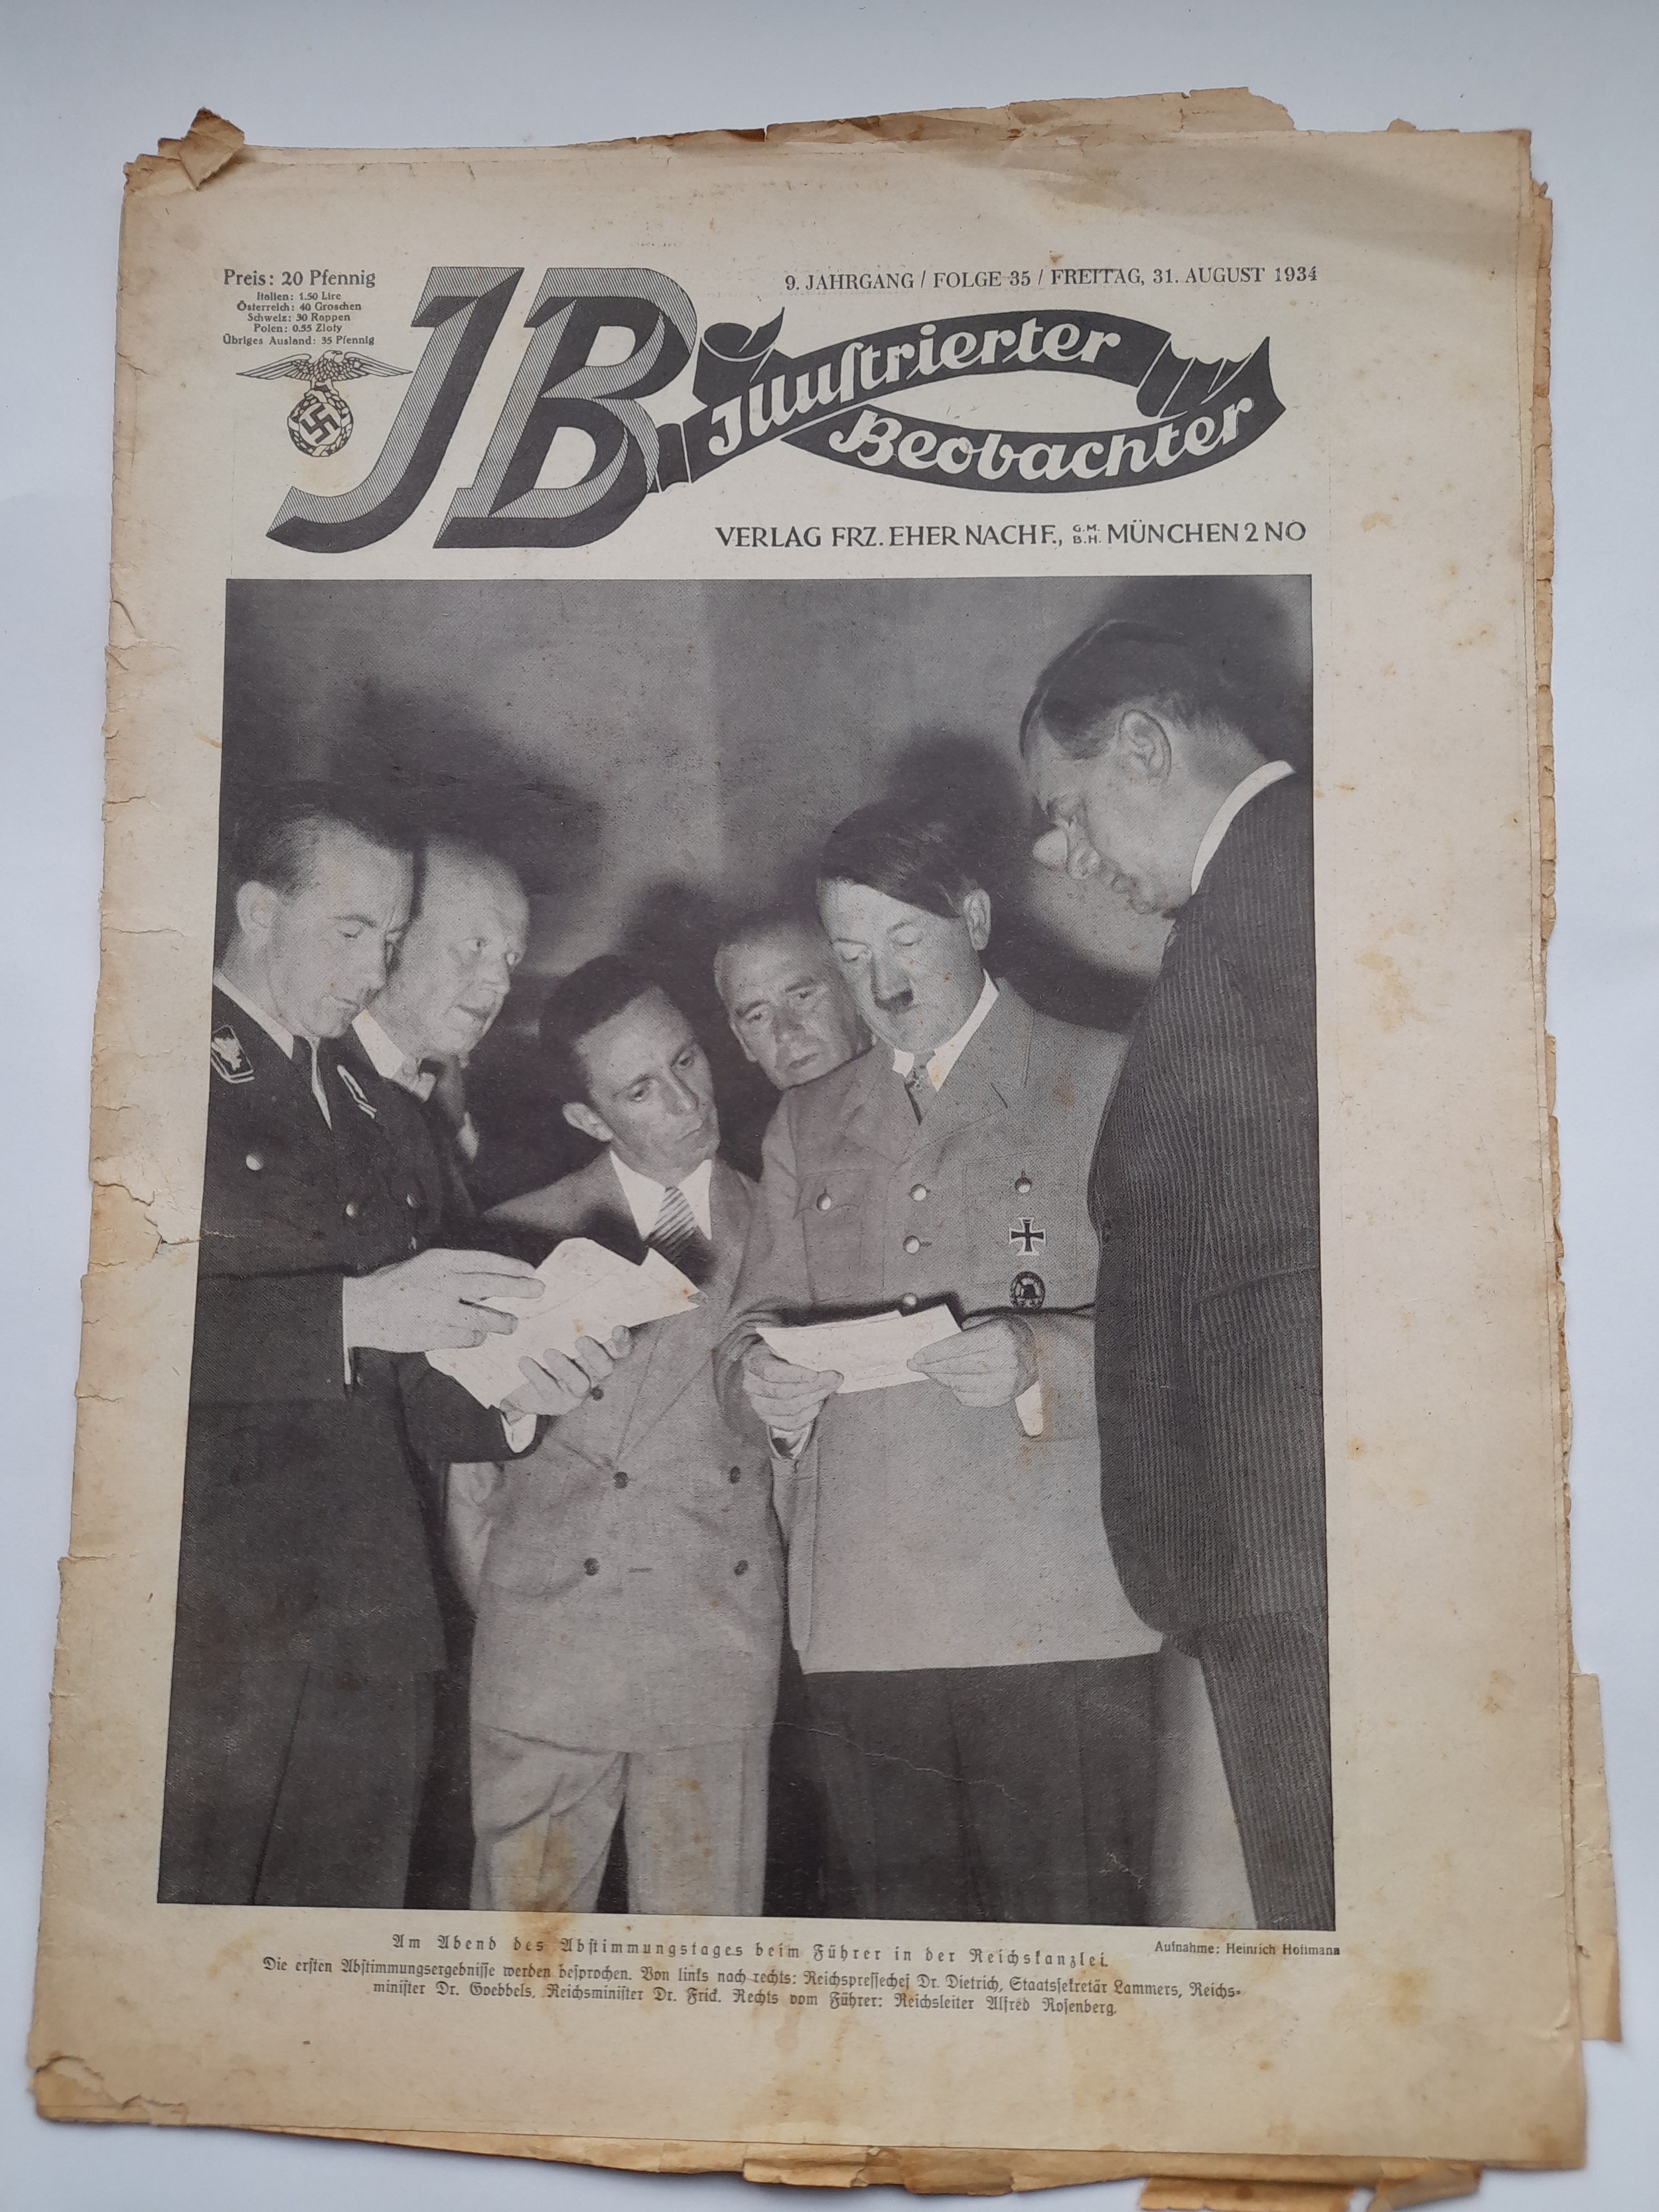 Preis: 20 Pfennig
Italien: 1.50 Lire
Österreich: 40 Groschen
Schweiz: 30 Rappen
Polen: 0.55 Zloty
Übriges Ausland: 35 Pfennig
9. JAHRGANG / FOLGE 35 / FREITAG, 31. AUGUST 1934
JB
Illustrierter
Beobachter
VERLAG FRZ. EHER NACHF., G.M.B.H. MÜNCHEN 2 NO
Am Abend des Abstimmungstages beim Führer in der Reichskanzlei.
Aufnahme: Heinrich Hoffmann
Die ersten Abstimmungsergebnisse werden besprochen. Von links nach rechts: Reichspressechef Dr. Dietrich, Staatssekretär Lammers, Reichs-
minister Dr. Goebbels, Reichsminister Dr. Frick. Rechts vom Führer: Reichsleiter Alfred Rosenberg.